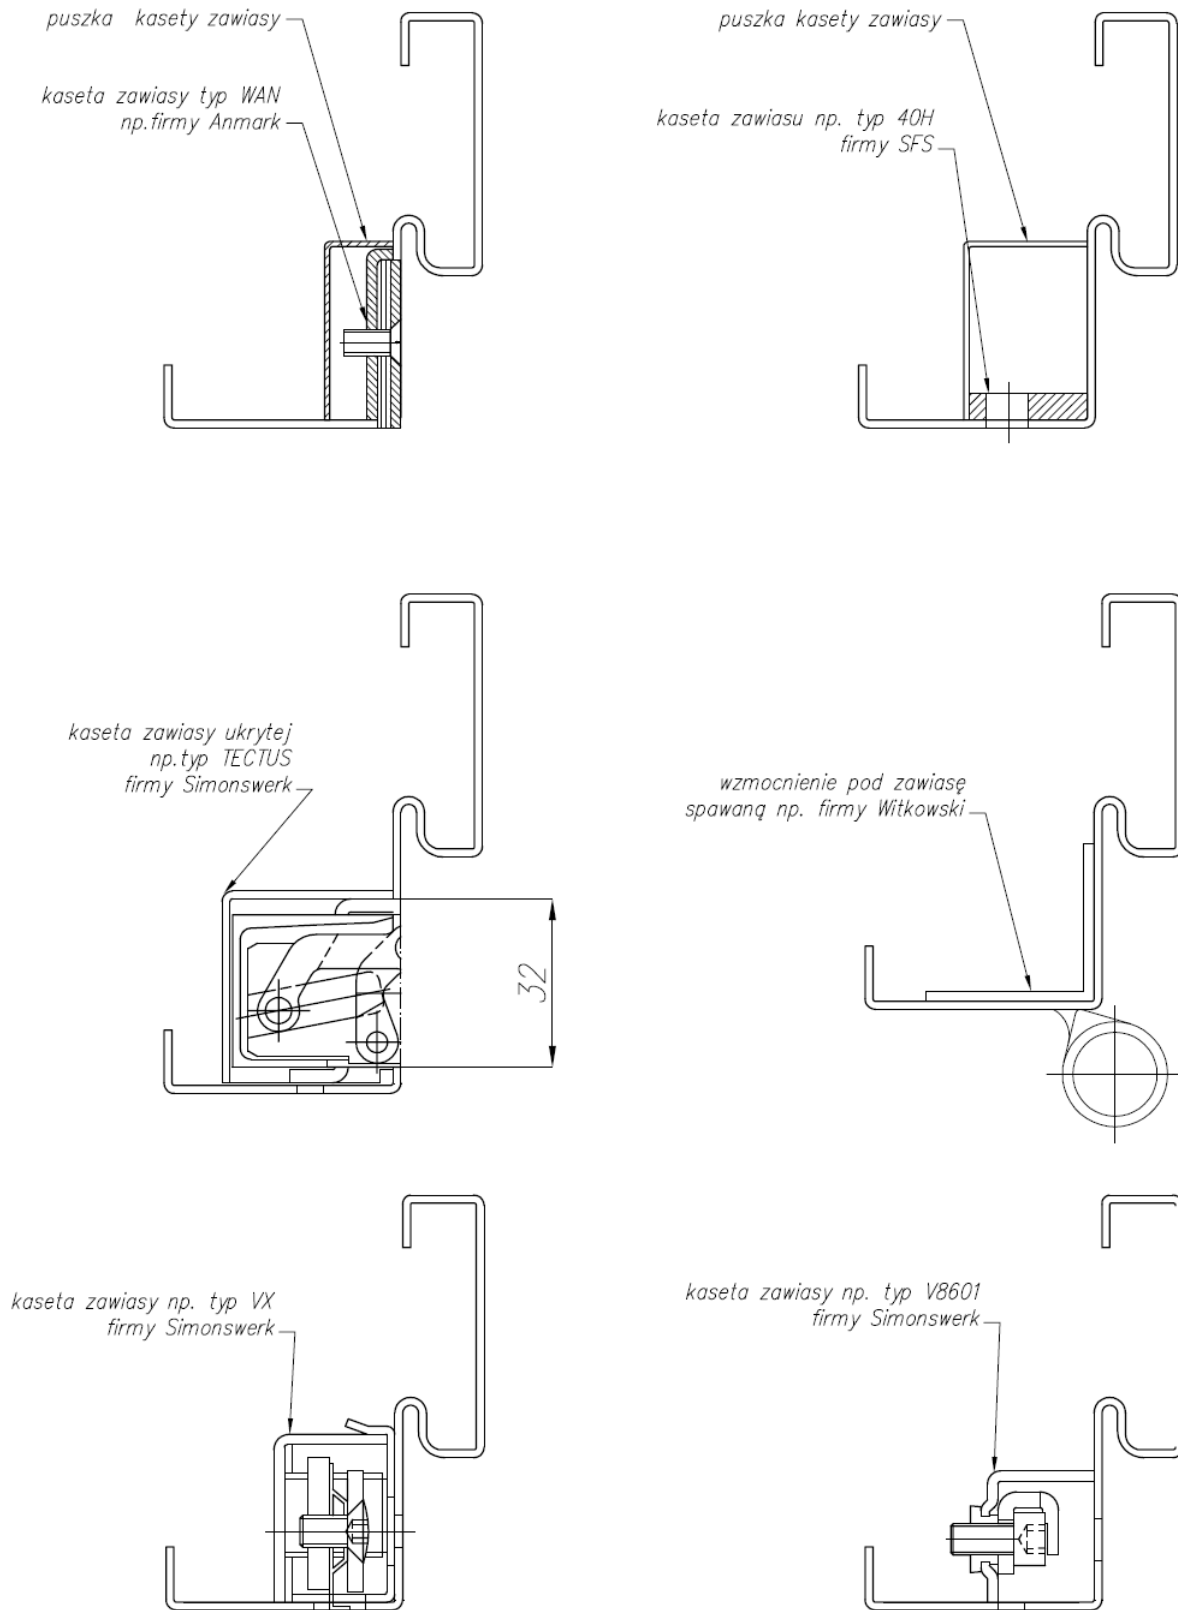 puszka kasety zawiasy
kaseta zawiasy typ WAN
np.firmy Anmark
puszka kasety zawiasy
kaseta zawiasu np. typ 40H
firmy SFS
kaseta zawiasy ukrytej
np.typ TECTUS
firmy Simonswerk
32
wzmocnienie pod zawiasę
spawaną np. firmy Witkowski
kaseta zawiasy np. typ VX
firmy Simonswerk
kaseta zawiasy np. typ V8601
firmy Simonswerk